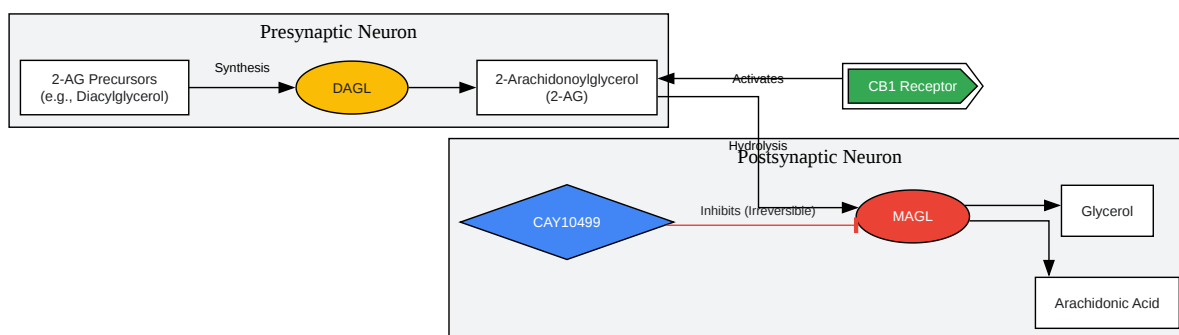 Presynaptic Neuron
2-AG Precursors
(e.g., Diacylglycerol)
Synthesis
DAGL
2-Arachidonoylglycerol
(2-AG)
Activates
CB1 Receptor
Hydrolysis
Postsynaptic Neuron
CAY10499
Inhibits (Irreversible)
MAGL
Glycerol
Arachidonic Acid